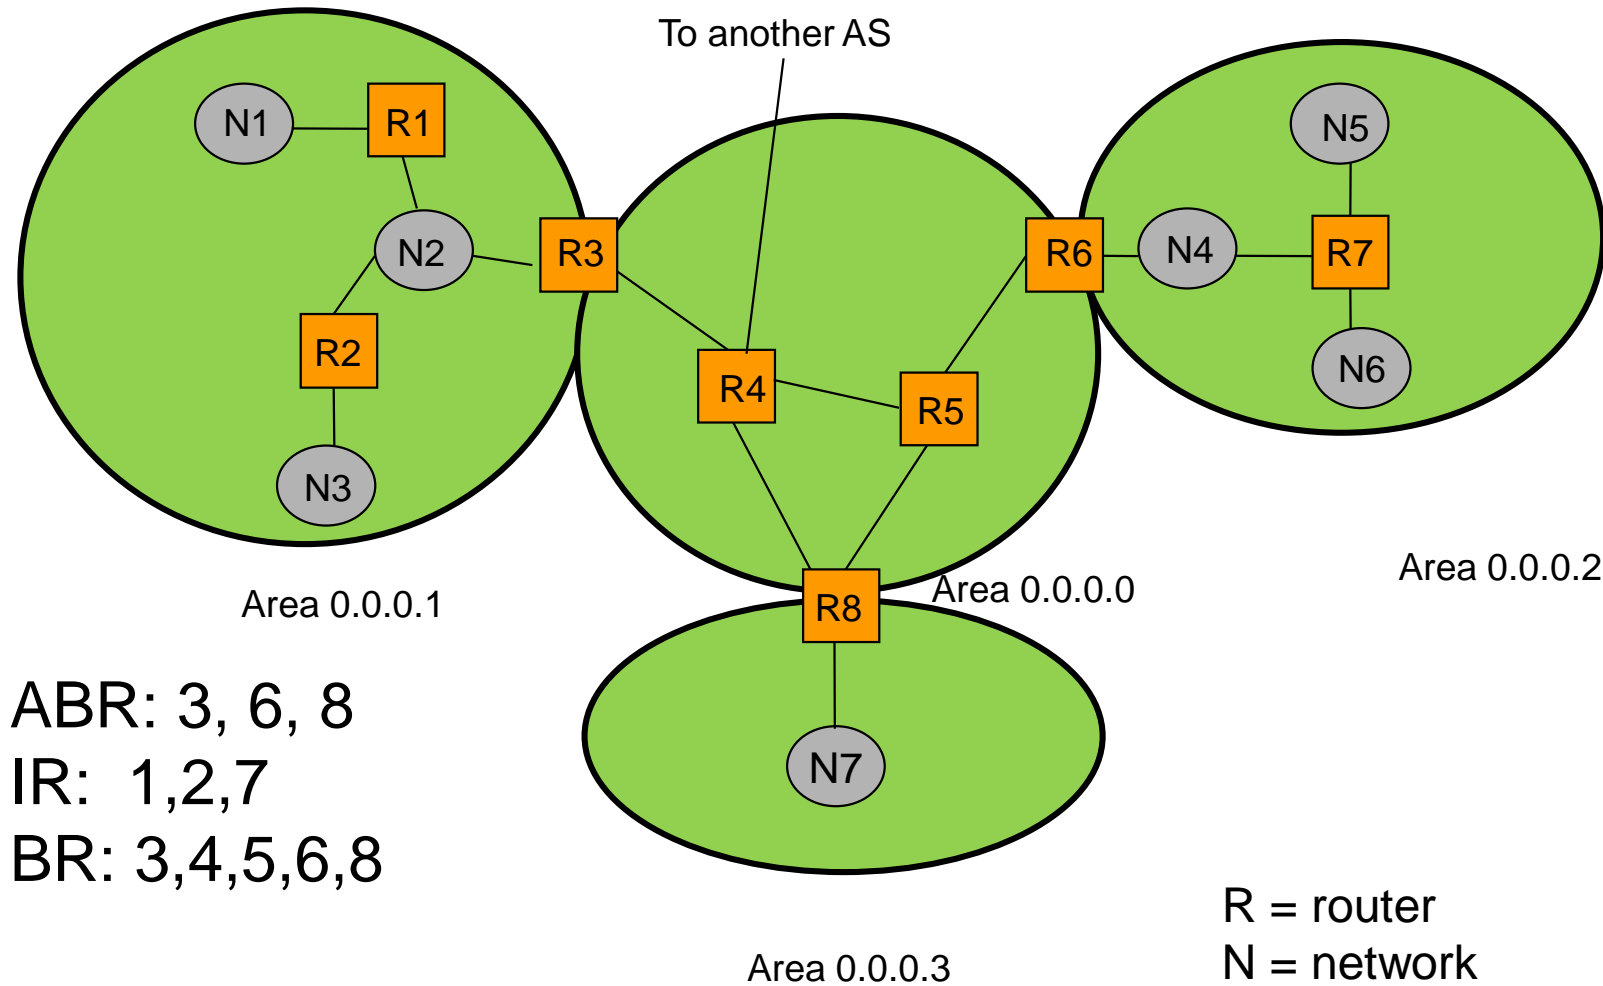 To another AS
N1
R1
N5
N2
R3
R6
N4
R7
R2
R4
R5
N6
N3
Area 0.0.0.2
Area 0.0.0.1
R8
Area 0.0.0.0
ABR: 3, 6, 8
IR: 1,2,7
N7
BR: 3,4,5,6,8
R = router
N = network
Area 0.0.0.3